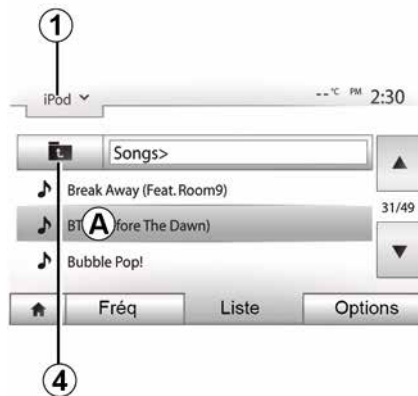 1
iPod
--°C PM 2:30
Songs>
Break Away (Feat. Room9)
31/49
BT A fore The Dawn)
Bubble Pop!
Fréq Liste Options
4